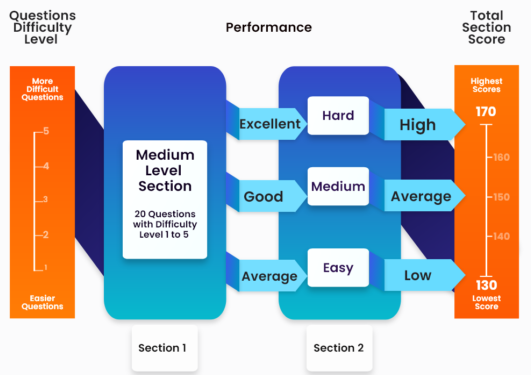 Questions
Difficulty
Level
Performance
Total
Section
Score
More
Difficult
Questions
5
4
3
2
1
Easier
Questions
Medium
Level
Section
20 Questions
with Difficulty
Level 1 to 5
Excellent
Good
Average
Hard
Medium
Easy
High
Average
Low
Highest
Scores
170
160
150
140
130
Lowest
Score
Section 1
Section 2